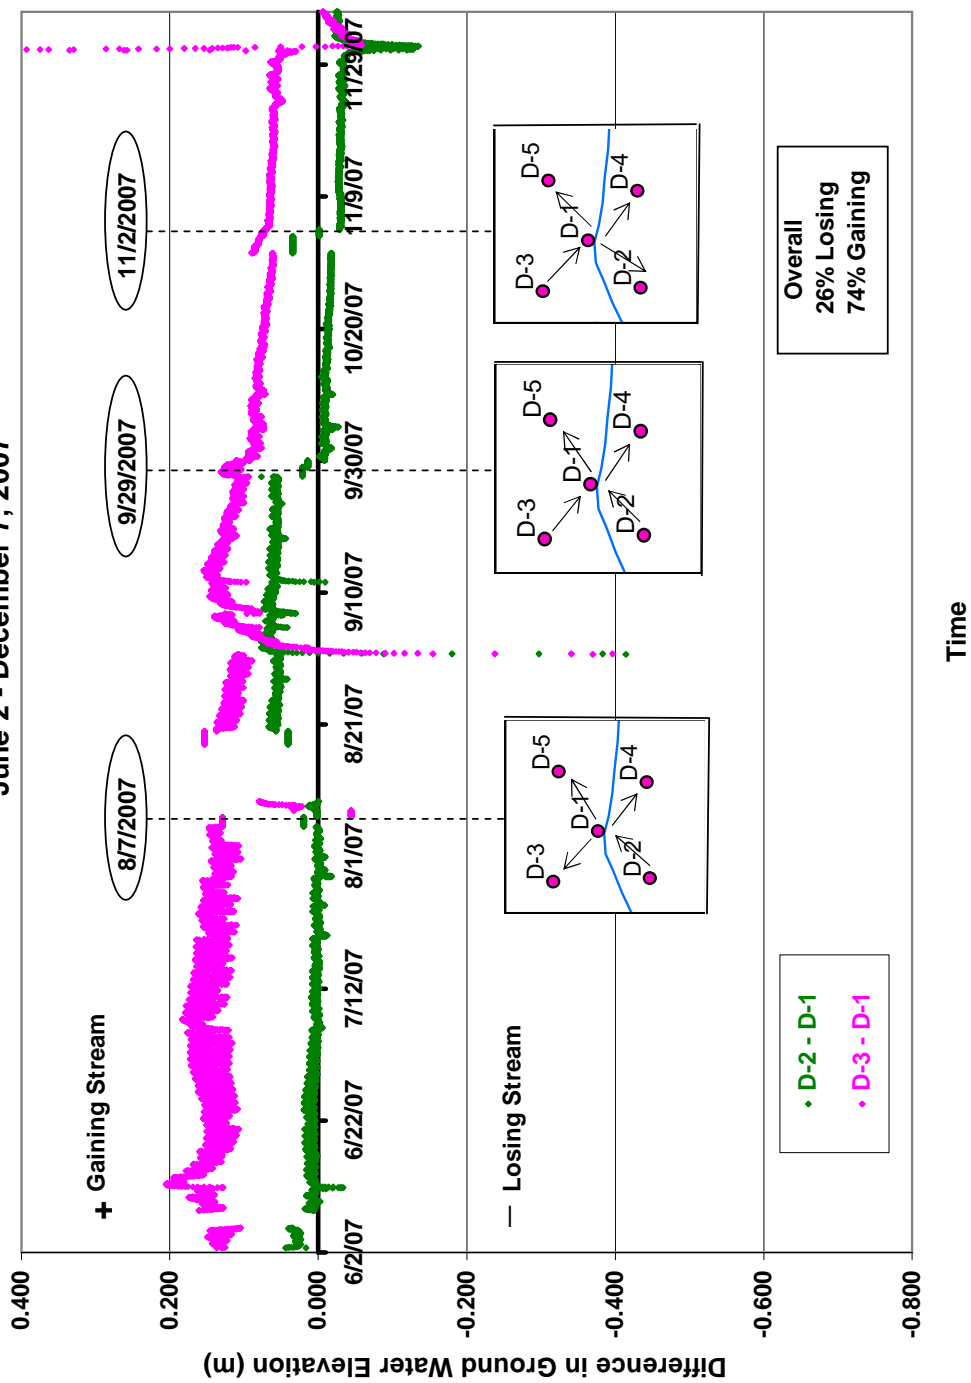 June 2 - December 7, 2007
8/7/2007
9/29/2007
11/2/2007
+ Gaining Stream
— Losing Stream
Difference in Ground Water Elevation (m)
0.400
0.200
0.000
-0.200
-0.400
-0.600
-0.800
6/2/07
6/22/07
7/12/07
8/1/07
8/21/07
9/10/07
9/30/07
10/20/07
11/9/07
11/29/07
Time
D-3
D-5
D-1
D-2
D-4
D-3
D-5
D-1
D-2
D-4
D-3
D-5
D-1
D-2
D-4
D-2 - D-1
D-3 - D-1
Overall
26% Losing
74% Gaining